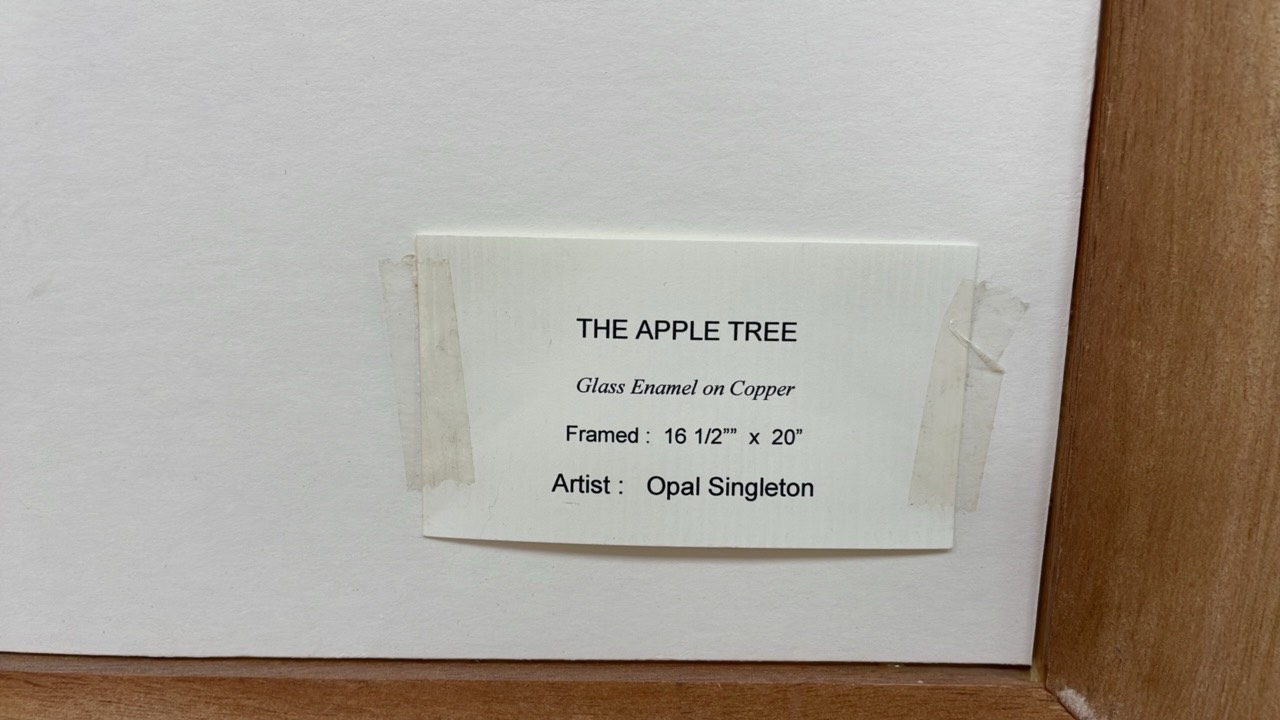 THE APPLE TREE
Glass Enamel on Copper
Framed : 16 1/2”” x 20”
Artist : Opal Singleton